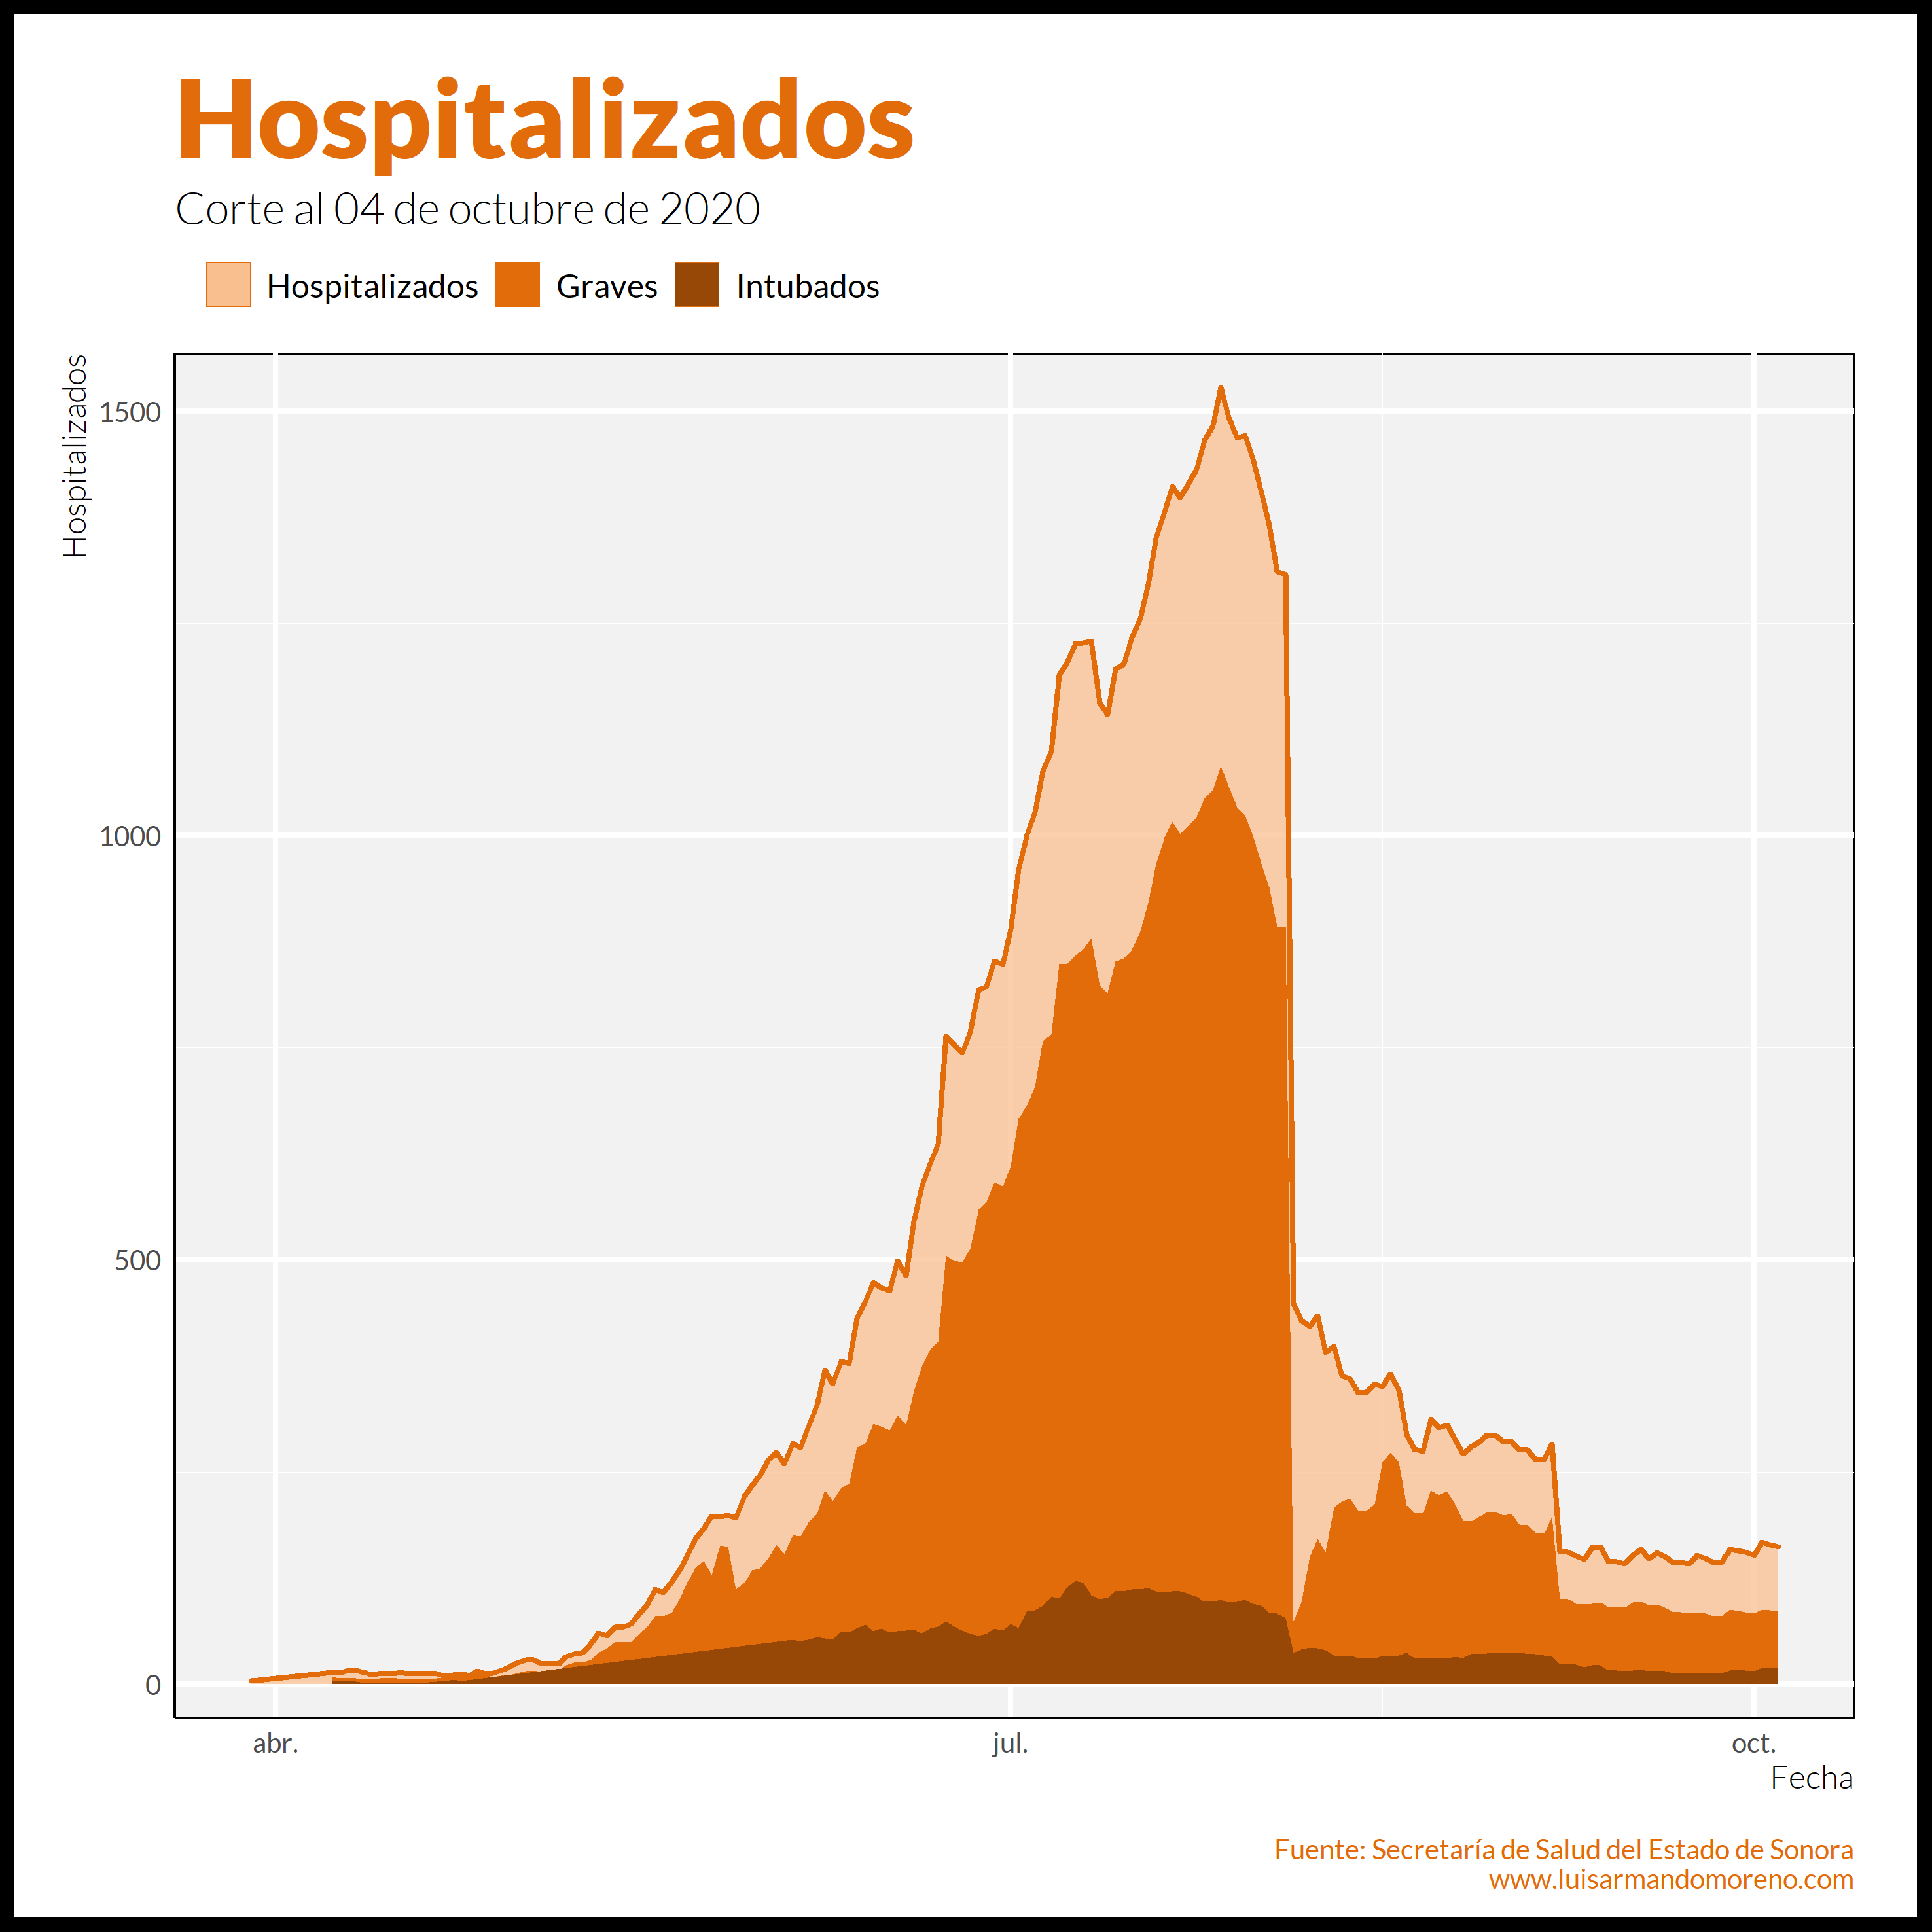 Hospitalizados
Corte al 04 de octubre de 2020
Hospitalizados Graves Intubados
Hospitalizados
1500
1000
500
0
abr. jul. oct.
Fecha
Fuente: Secretaría de Salud del Estado de Sonora
www.luisarmandomoreno.com